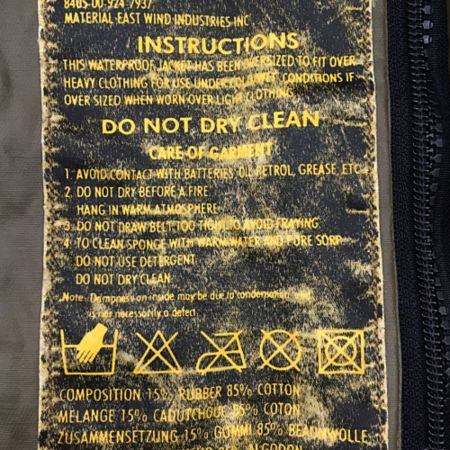 8405-00-924-7937
MATERIAL EAST WIND INDUSTRIES INC
INSTRUCTIONS
THIS WATERPROOF JACKET HAS BEEN OVERSIZED TO FIT OVER
HEAVY CLOTHING FOR USE UNDER COLD/WET CONDITIONS IF
OVER SIZED WHEN WORN OVER LIGHT CLOTHING
DO NOT DRY CLEAN
CARE OF GARMENT
1. AVOID CONTACT WITH BATTERIES, OIL PETROL, GREASE, ETC
2. DO NOT DRY BEFORE A FIRE
HANG IN WARM ATMOSPHERE
3. DO NOT DRAW BELT TOO TIGHT TO AVOID FRAYING
4. TO CLEAN SPONGE WITH WARM WATER AND PURE SOAP
DO NOT USE DETERGENT
DO NOT DRY CLEAN
Note: Dampness on inside may be due to condensation and
is not necessarily a defect
COMPOSITION 15% RUBBER 85% COTTON
MELANGE 15% CAOUTCHOUC 85% COTON
ZUSAMMENSETZUNG 15% GUMMI 85% BAUMWOLLE
ALGODON